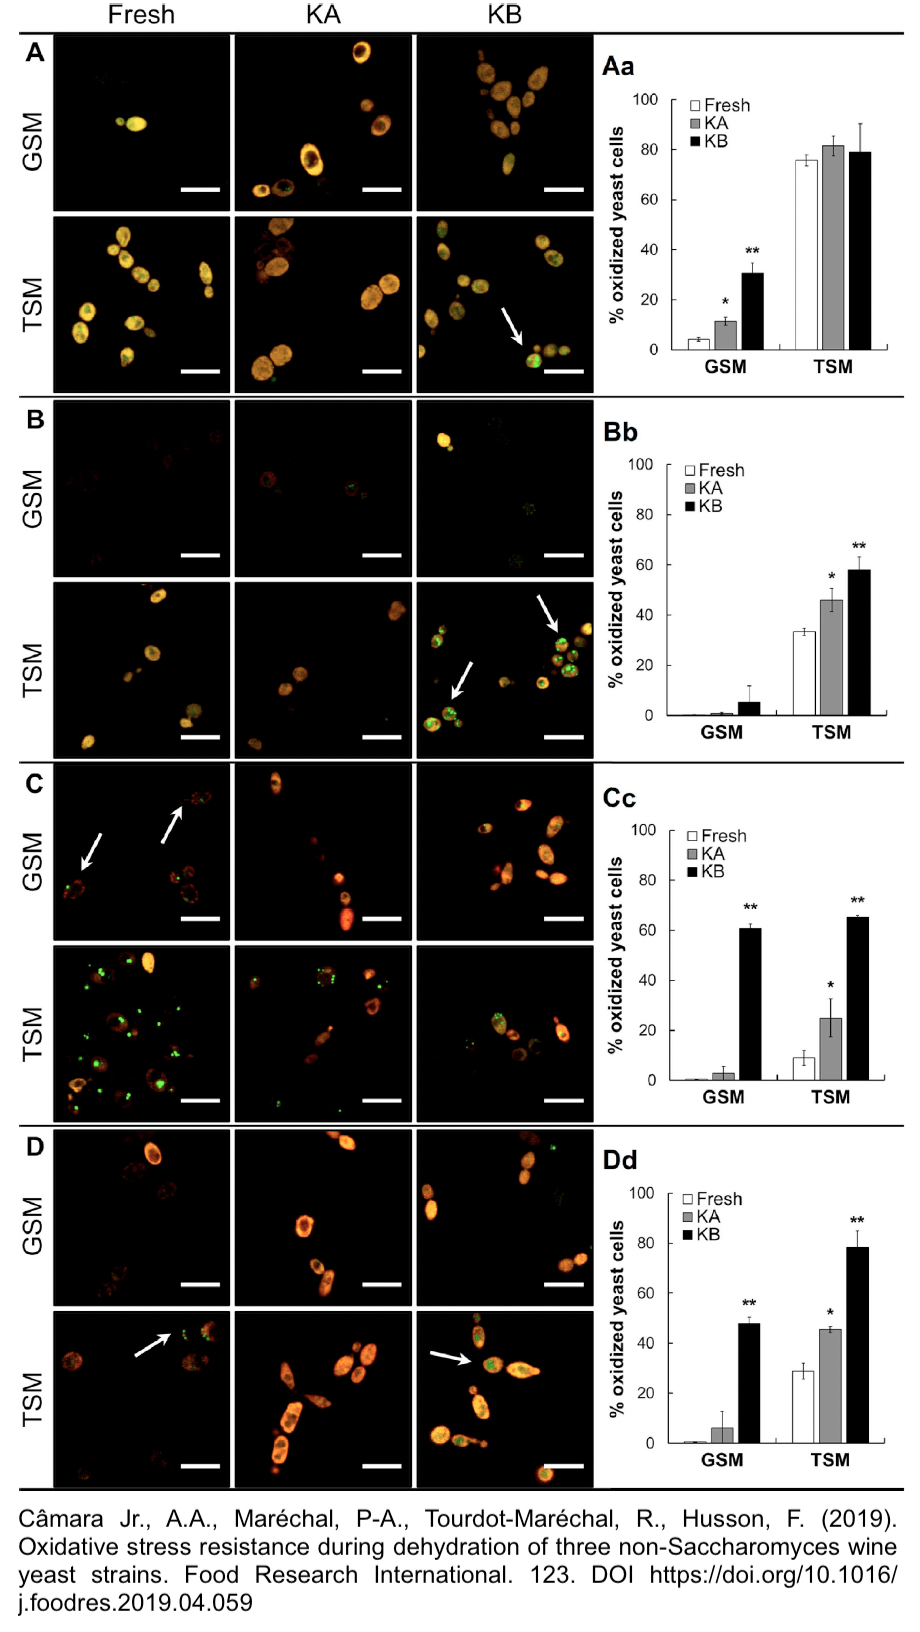 Fresh KA KB
A
GSM
TSM
Aa
% oxidized yeast cells
100
80
60
40
20
0
Fresh
KA
KB
*
**
GSM TSM
B
GSM
TSM
Bb
% oxidized yeast cells
100
80
60
40
20
0
Fresh
KA
KB
*
**
GSM TSM
C
GSM
TSM
Cc
% oxidized yeast cells
100
80
60
40
20
0
Fresh
KA
KB
**
*
**
GSM TSM
D
GSM
TSM
Dd
% oxidized yeast cells
100
80
60
40
20
0
Fresh
KA
KB
**
*
**
GSM TSM
Câmara Jr., A.A., Maréchal, P-A., Tourdot-Maréchal, R., Husson, F. (2019).
Oxidative stress resistance during dehydration of three non-Saccharomyces wine
yeast strains. Food Research International. 123. DOI https://doi.org/10.1016/
j.foodres.2019.04.059